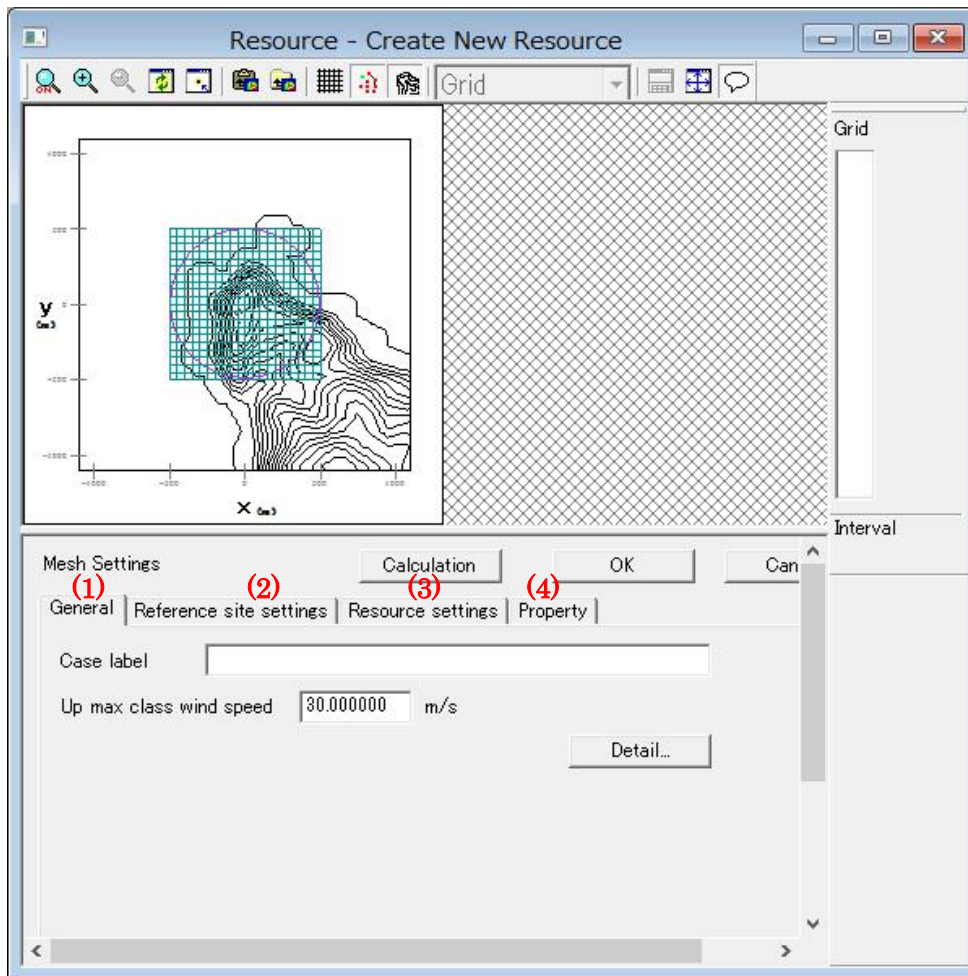 Resource - Create New Resource
ON
Grid
Grid
y
x
Interval
Mesh Settings
Calculation
OK
Can
(1)
(2)
(3)
(4)
General
Reference site settings
Resource settings
Property
Case label
Up max class wind speed
30.000000
m/s
Detail...